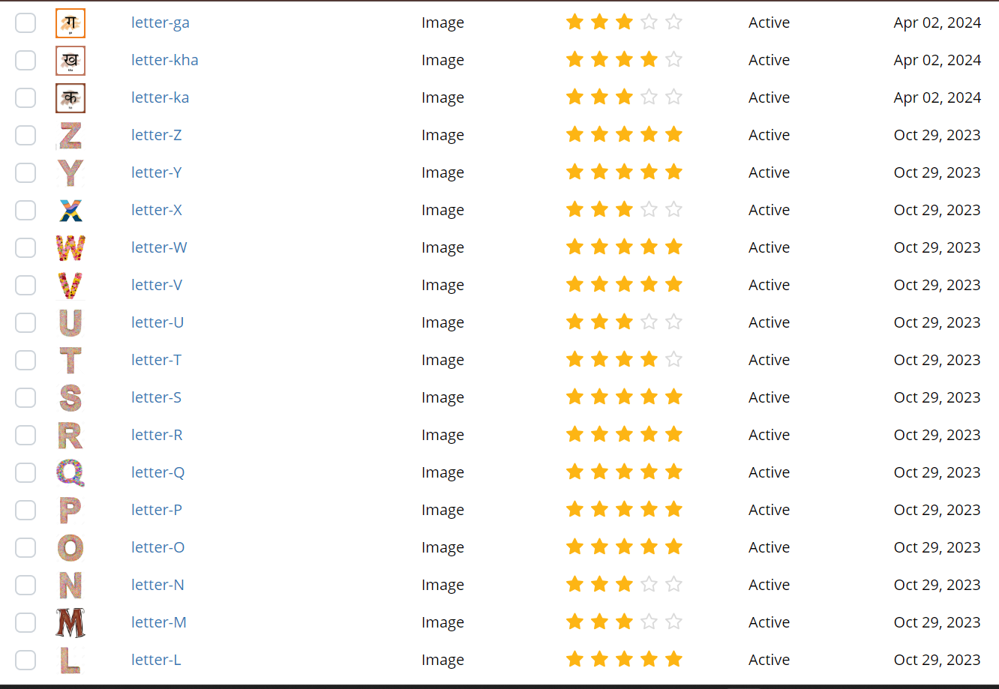 ग letter-ga Image Active Apr 02, 2024
ga
ख letter-kha Image Active Apr 02, 2024
kha
क letter-ka Image Active Apr 02, 2024
Z letter-Z Image Active Oct 29, 2023
Y letter-Y Image Active Oct 29, 2023
X letter-X Image Active Oct 29, 2023
W letter-W Image Active Oct 29, 2023
V letter-V Image Active Oct 29, 2023
U letter-U Image Active Oct 29, 2023
T letter-T Image Active Oct 29, 2023
S letter-S Image Active Oct 29, 2023
R letter-R Image Active Oct 29, 2023
Q letter-Q Image Active Oct 29, 2023
P letter-P Image Active Oct 29, 2023
O letter-O Image Active Oct 29, 2023
N letter-N Image Active Oct 29, 2023
M letter-M Image Active Oct 29, 2023
L letter-L Image Active Oct 29, 2023